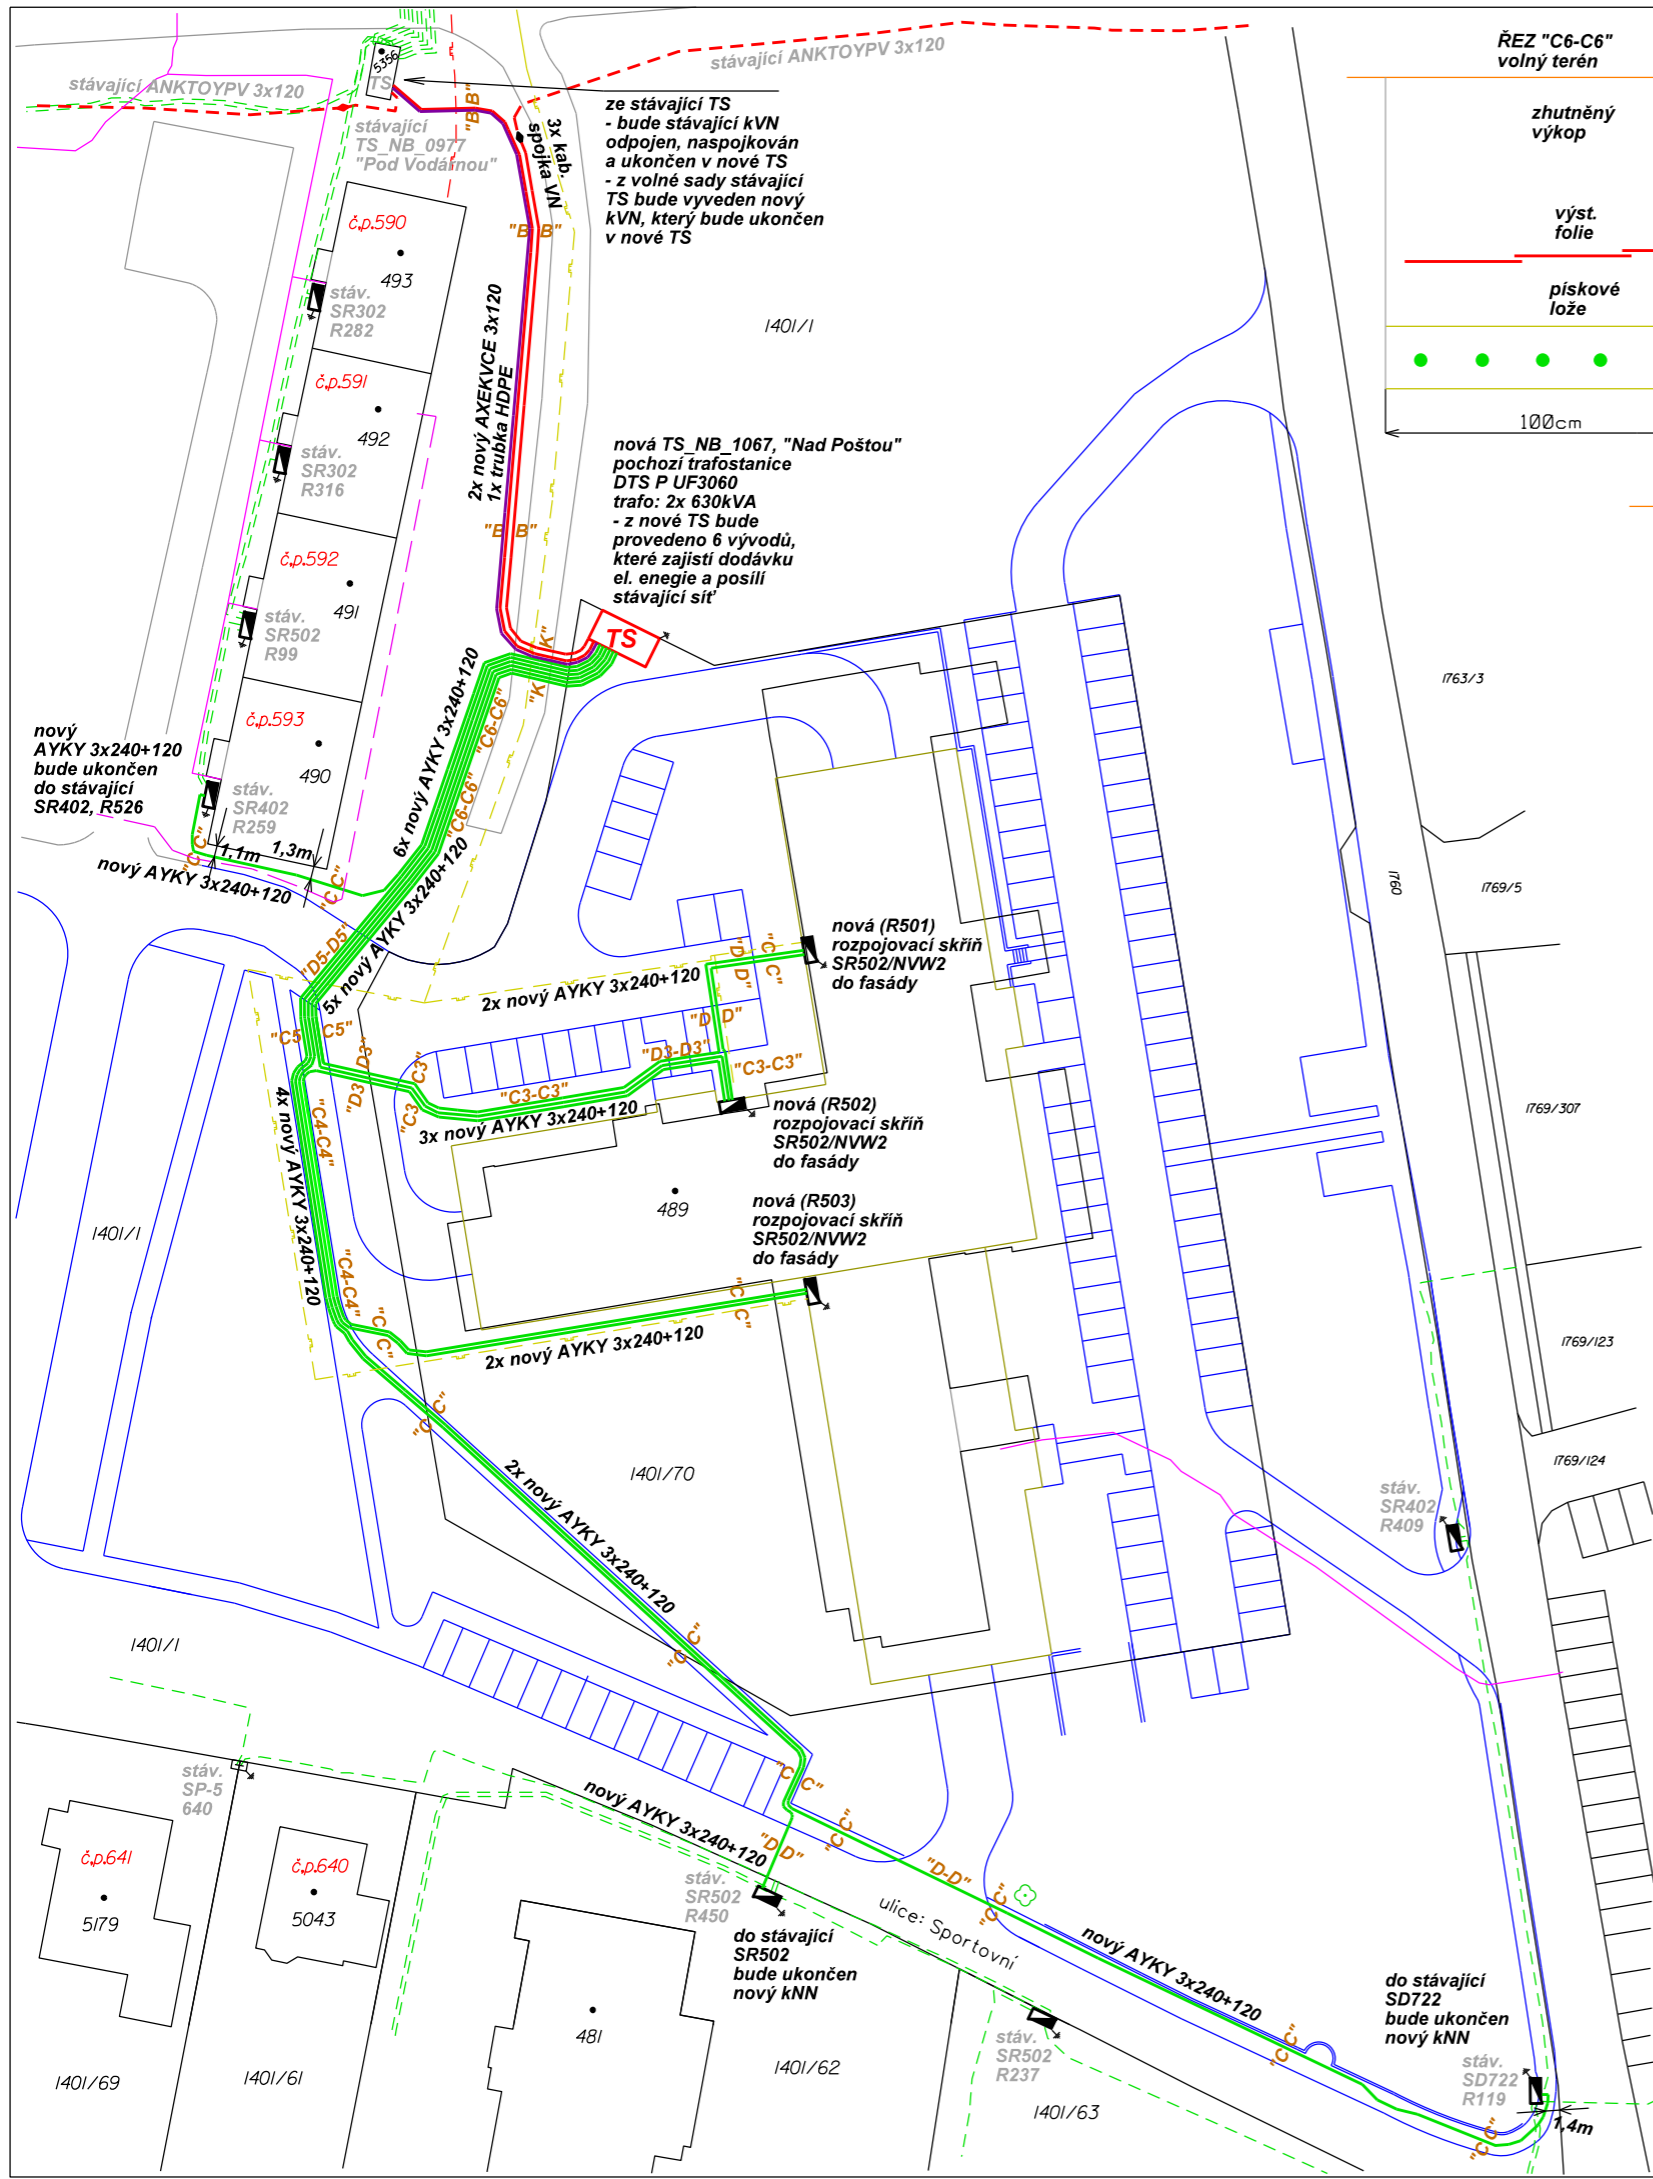 ŘEZ "C6-C6"
volný terén
zhutněný
výkop
výst.
folie
pískové
lože
100cm
stávající ANKTOYPV 3x120
stávající ANKTOYPV 3x120
5356
TS
stávající
TS_NB_0977
"Pod Vodárnou"
"B B"
3x kab.
spojka VN
ze stávající TS
- bude stávající kVN
odpojen, naspojkován
a ukončen v nové TS
- z volné sady stávající
TS bude vyveden nový
kVN, který bude ukončen
v nové TS
č.p.590
493
stáv.
SR302
R282
"B B"
1401/1
č.p.591
492
stáv.
SR302
R316
2x nový AXEKVCE 3x120
1x trubka HDPE
"B B"
nová TS_NB_1067, "Nad Poštou"
pochozí trafostanice
DTS P UF3060
trafo: 2x 630kVA
- z nové TS bude
provedeno 6 vývodů,
které zajistí dodávku
el. enegie a posílí
stávající síť
č.p.592
491
stáv.
SR502
R99
TS
"K K"
1763/3
č.p.593
490
stáv.
SR402
R259
nový
AYKY 3x240+120
bude ukončen
do stávající
SR402, R526
6x nový AYKY 3x240+120
"C6-C6"
"C6-C6"
"C C"
1,1m
1,3m
nový AYKY 3x240+120
"C C"
5x nový AYKY 3x240+120
"D5-D5"
1760
1769/5
nová (R501)
rozpojovací skříň
SR502/NVW2
do fasády
"D D"
"C C"
2x nový AYKY 3x240+120
"D D"
"C5 C5"
"D3 D3"
"C3 C3"
"D3-D3"
"C3-C3"
"C3-C3"
3x nový AYKY 3x240+120
nová (R502)
rozpojovací skříň
SR502/NVW2
do fasády
1769/307
4x nový AYKY 3x240+120
"C4-C4"
"C4-C4"
1401/1
489
nová (R503)
rozpojovací skříň
SR502/NVW2
do fasády
"C C"
"C C"
2x nový AYKY 3x240+120
1769/123
"C C"
1401/70
2x nový AYKY 3x240+120
1769/124
stáv.
SR402
R409
"C C"
1401/1
stáv.
SP-5
640
"C C"
nový AYKY 3x240+120
"C C"
"D D"
"D-D"
č.p.641
5179
č.p.640
5043
stáv.
SR502
R450
do stávající
SR502
bude ukončen
nový kNN
ulice: Sportovní
"C C"
nový AYKY 3x240+120
do stávající
SD722
bude ukončen
nový kNN
481
1401/69
1401/61
1401/62
stáv.
SR502
R237
1401/63
"C C"
stáv.
SD722
R119
1,4m
"C C"